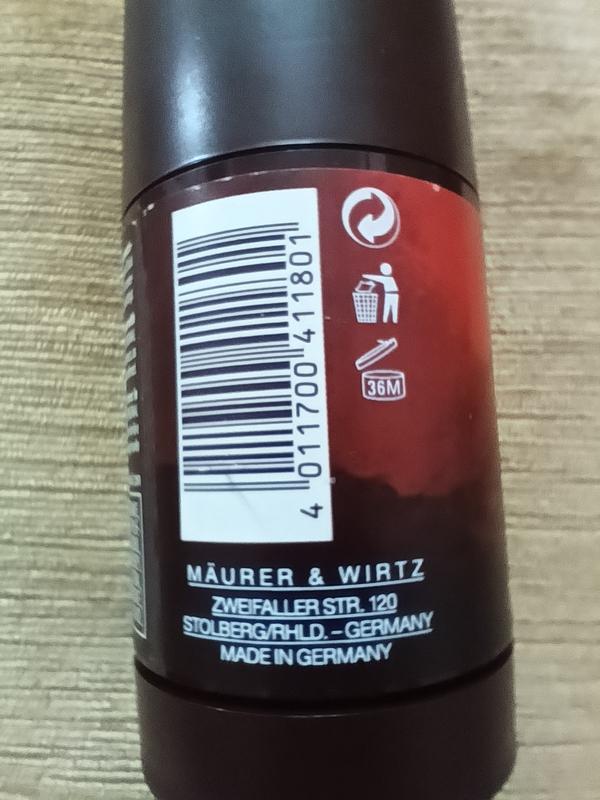 4 011700 411801
36M
MÄURER & WIRTZ
ZWEIFALLER STR. 120
STOLBERG/RHLD. – GERMANY
MADE IN GERMANY